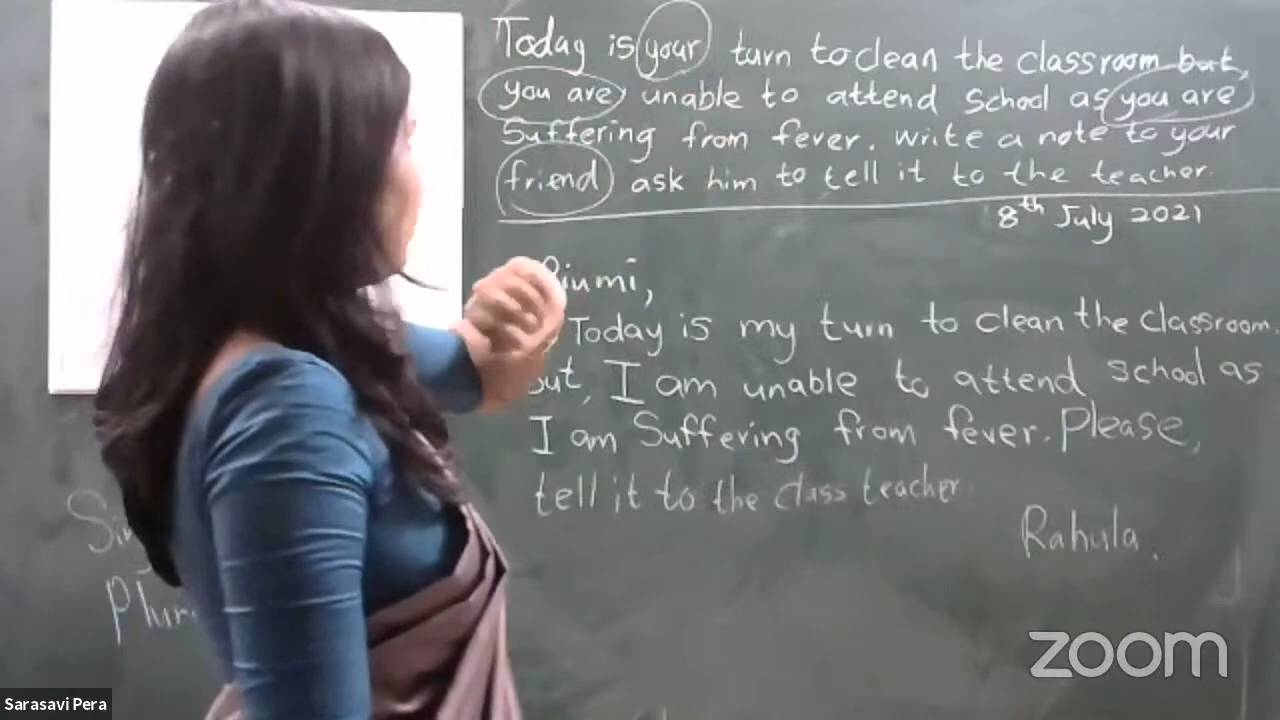 Today is your turn to clean the classroom but,
you are unable to attend School as you are
Suffering from fever. write a note to your
friend ask him to tell it to the teacher.
8th July 2021
Today is my turn to clean the classroom.
but, I am unable to attend school as
I am Suffering from fever. Please,
tell it to the class teacher.
Rahula.
zoom
Sarasavi Pera